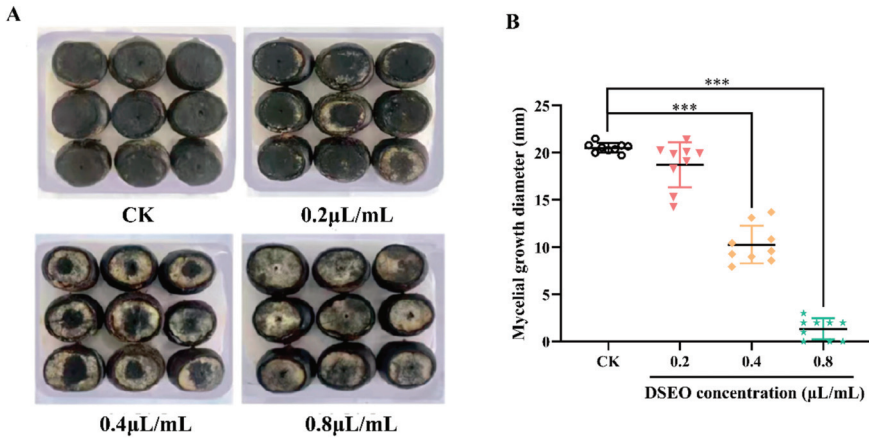 A
CK
0.2μL/mL
0.4μL/mL
0.8μL/mL
B
***
***
Mycelial growth diameter (mm)
25
20
15
10
5
0
CK
0.2
0.4
0.8
DSEO concentration (μL/mL)